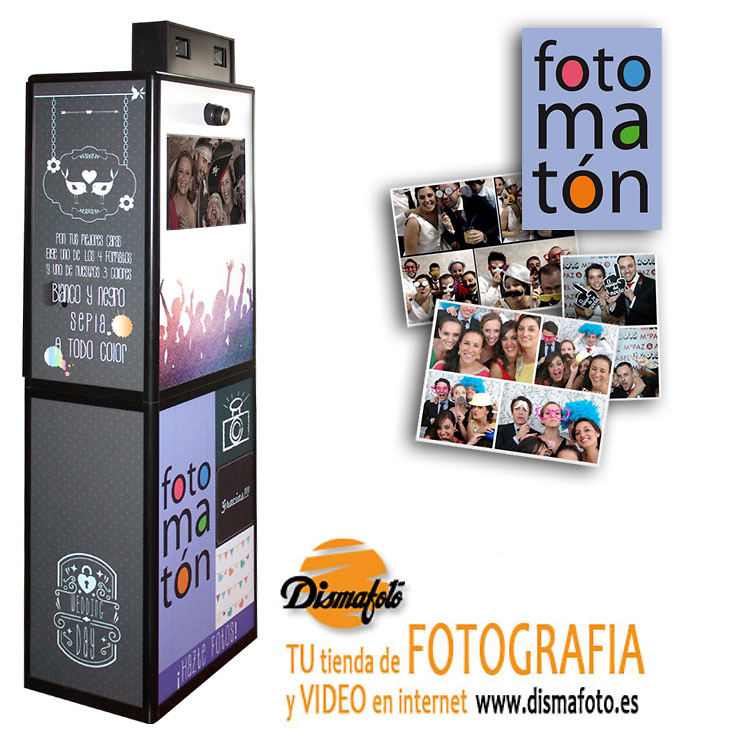 PON TUS MEJORES CARAS
ELIGE UNO DE LOS 4 FORMATOS
Y UNO DE NUESTROS 3 COLORES
BLANCO Y NEGRO
SEPIA
A TODO COLOR
WEDDING
DAY
foto
ma
tón
Gracias!!!
¡HAZTE FOTOS!
foto
ma
tón
Dismafoto
TU tienda de FOTOGRAFIA
y VIDEO en internet www.dismafoto.es